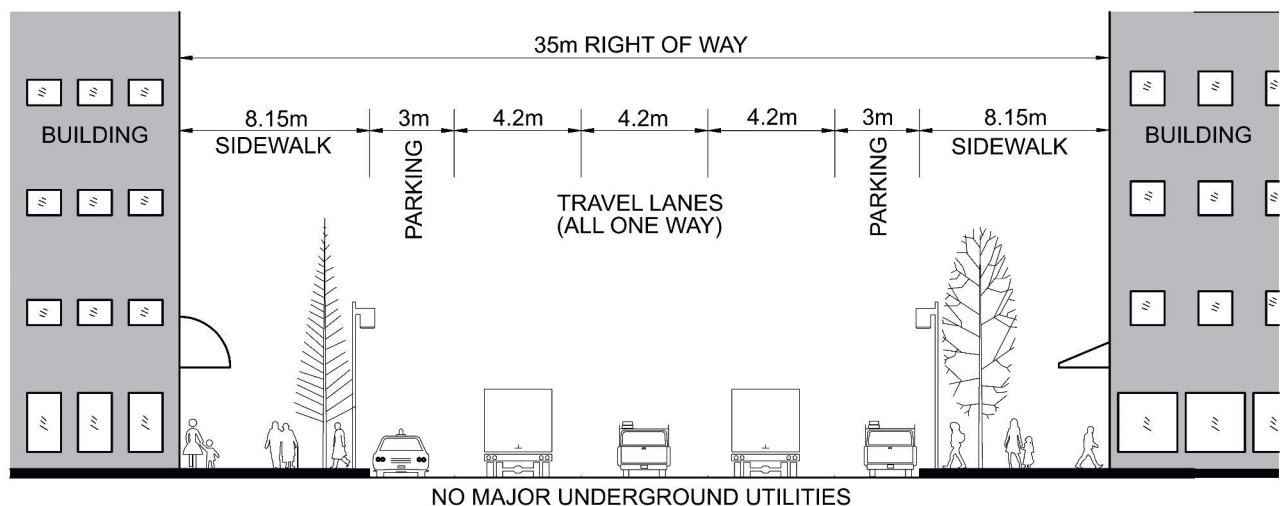 35m RIGHT OF WAY
8.15m
3m
4.2m
4.2m
4.2m
3m
8.15m
BUILDING
SIDEWALK
PARKING
TRAVEL LANES
(ALL ONE WAY)
PARKING
SIDEWALK
BUILDING
NO MAJOR UNDERGROUND UTILITIES